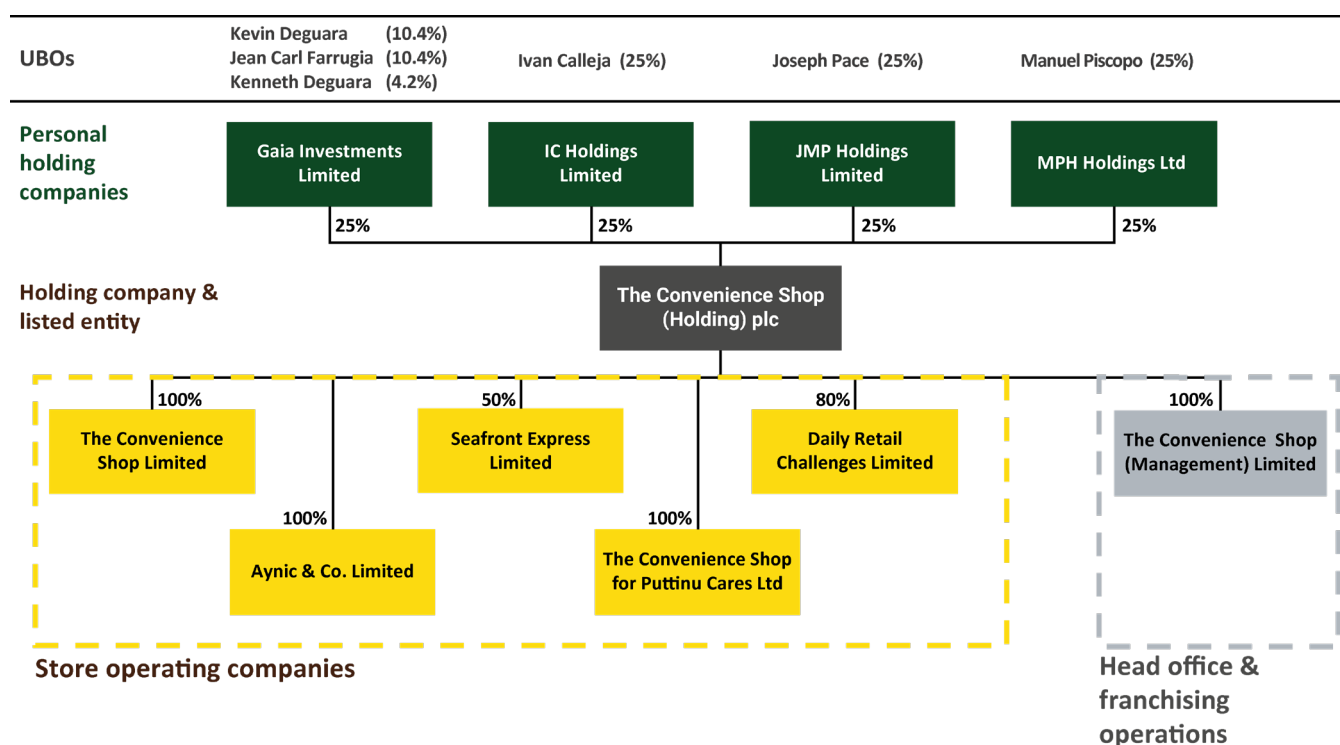 UBOs
Kevin Deguara (10.4%)
Jean Carl Farrugia (10.4%)
Kenneth Deguara (4.2%)
Ivan Calleja (25%)
Joseph Pace (25%)
Manuel Piscopo (25%)
Personal
holding
companies
Gaia Investments
Limited
IC Holdings
Limited
JMP Holdings
Limited
MPH Holdings Ltd
25%
25%
25%
25%
Holding company &
listed entity
The Convenience Shop
(Holding) plc
100%
The Convenience
Shop Limited
100%
Aynic & Co. Limited
50%
Seafront Express
Limited
100%
The Convenience Shop
for Puttinu Cares Ltd
80%
Daily Retail
Challenges Limited
100%
The Convenience Shop
(Management) Limited
Store operating companies
Head office &
franchising
operations